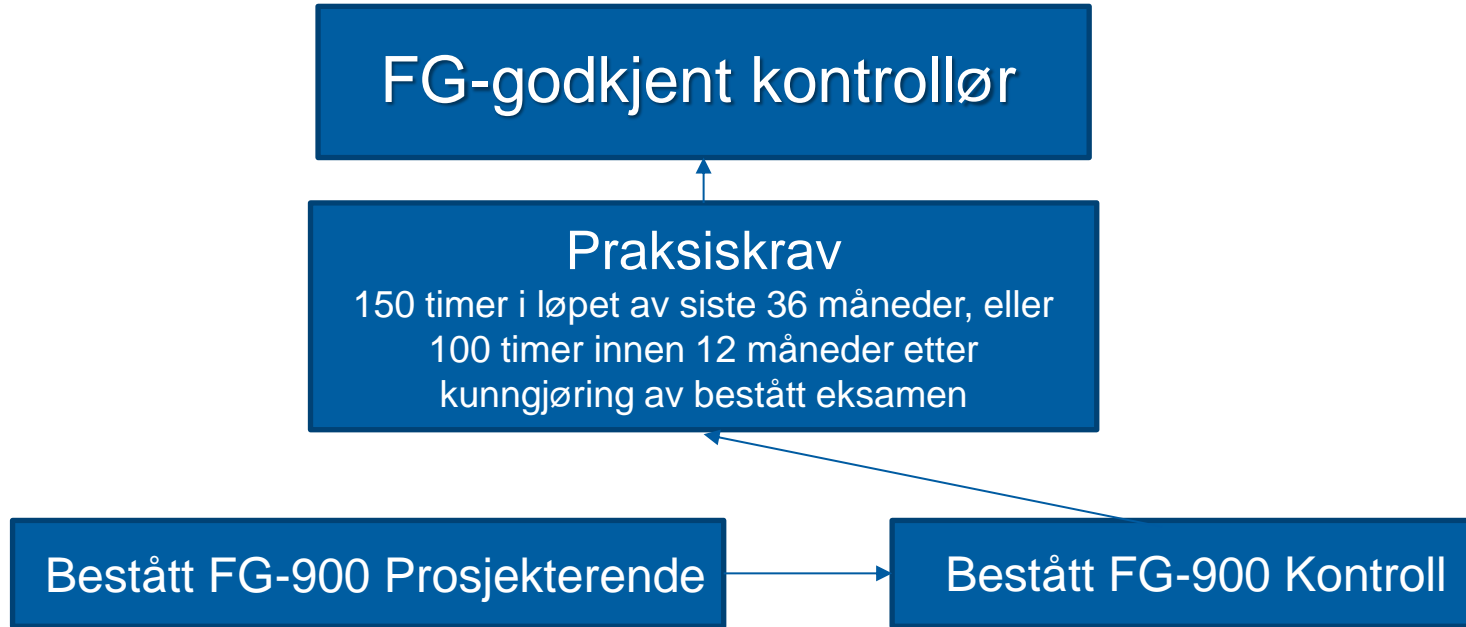 FG-godkjent kontrollør
Praksiskrav
150 timer i løpet av siste 36 måneder, eller
100 timer innen 12 måneder etter
kunngjøring av bestått eksamen
Bestått FG-900 Prosjekterende
Bestått FG-900 Kontroll